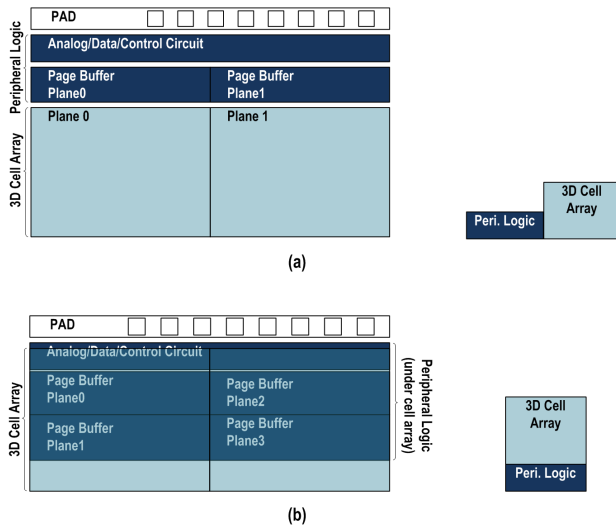 PAD
Peripheral Logic
Analog/Data/Control Circuit
Page Buffer
Plane0
Page Buffer
Plane1
3D Cell Array
Plane 0
Plane 1
Peri. Logic
3D Cell
Array
(a)
PAD
3D Cell Array
Analog/Data/Control Circuit
Page Buffer
Plane0
Page Buffer
Plane2
Page Buffer
Plane1
Page Buffer
Plane3
Peripheral Logic
(under cell array)
3D Cell
Array
Peri. Logic
(b)